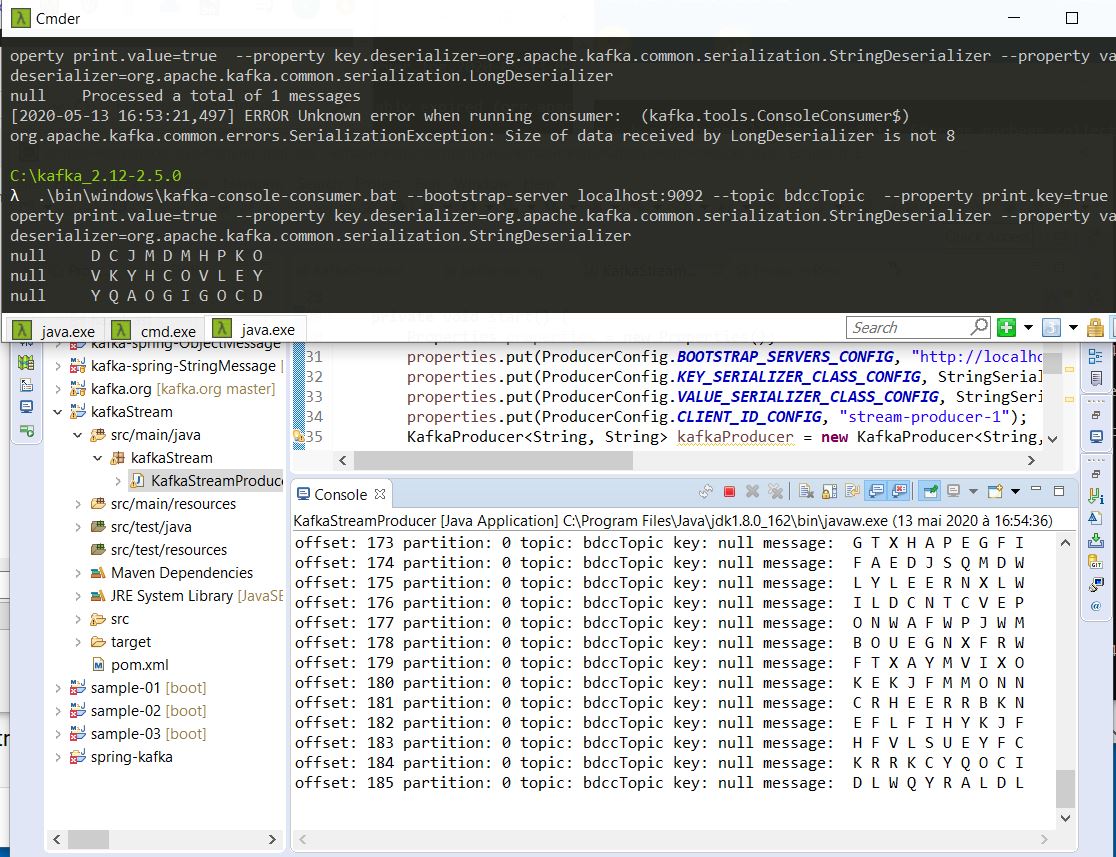 Cmder
operty print.value=true  --property key.deserializer=org.apache.kafka.common.serialization.StringDeserializer --property va
deserializer=org.apache.kafka.common.serialization.LongDeserializer
null    Processed a total of 1 messages
[2020-05-13 16:53:21,497] ERROR Unknown error when running consumer:  (kafka.tools.ConsoleConsumer$)
org.apache.kafka.common.errors.SerializationException: Size of data received by LongDeserializer is not 8
C:\kafka_2.12-2.5.0
λ  .\bin\windows\kafka-console-consumer.bat --bootstrap-server localhost:9092 --topic bdccTopic  --property print.key=true
operty print.value=true  --property key.deserializer=org.apache.kafka.common.serialization.StringDeserializer --property va
deserializer=org.apache.kafka.common.serialization.StringDeserializer
null     D C J M D M H P K O
null     V K Y H C O V L E Y
null     Y Q A O G I G O C D
java.exe cmd.exe java.exe Search
kafka-spring-ObjectMessage
kafka-spring-StringMessage [
kafka.org [kafka.org master]
kafkaStream
src/main/java
kafkaStream
KafkaStreamProduc
src/main/resources
src/test/java
src/test/resources
Maven Dependencies
JRE System Library [JavaSE
src
target
pom.xml
sample-01 [boot]
sample-02 [boot]
sample-03 [boot]
spring-kafka
31 properties.put(ProducerConfig.BOOTSTRAP_SERVERS_CONFIG, "http://localho
32 properties.put(ProducerConfig.KEY_SERIALIZER_CLASS_CONFIG, StringSerial
33 properties.put(ProducerConfig.VALUE_SERIALIZER_CLASS_CONFIG, StringSeri
34 properties.put(ProducerConfig.CLIENT_ID_CONFIG, "stream-producer-1");
35 KafkaProducer<String, String> kafkaProducer = new KafkaProducer<String,
Console
KafkaStreamProducer [Java Application] C:\Program Files\Java\jdk1.8.0_162\bin\javaw.exe (13 mai 2020 à 16:54:36)
offset: 173 partition: 0 topic: bdccTopic key: null message:  G T X H A P E G F I
offset: 174 partition: 0 topic: bdccTopic key: null message:  F A E D J S Q M D W
offset: 175 partition: 0 topic: bdccTopic key: null message:  L Y L E E R N X L W
offset: 176 partition: 0 topic: bdccTopic key: null message:  I L D C N T C V E P
offset: 177 partition: 0 topic: bdccTopic key: null message:  O N W A F W P J W M
offset: 178 partition: 0 topic: bdccTopic key: null message:  B O U E G N X F R W
offset: 179 partition: 0 topic: bdccTopic key: null message:  F T X A Y M V I X O
offset: 180 partition: 0 topic: bdccTopic key: null message:  K E K J F M M O N N
offset: 181 partition: 0 topic: bdccTopic key: null message:  C R H E E R R B K N
offset: 182 partition: 0 topic: bdccTopic key: null message:  E F L F I H Y K J F
offset: 183 partition: 0 topic: bdccTopic key: null message:  H F V L S U E Y F C
offset: 184 partition: 0 topic: bdccTopic key: null message:  K R R K C Y Q O C I
offset: 185 partition: 0 topic: bdccTopic key: null message:  D L W Q Y R A L D L